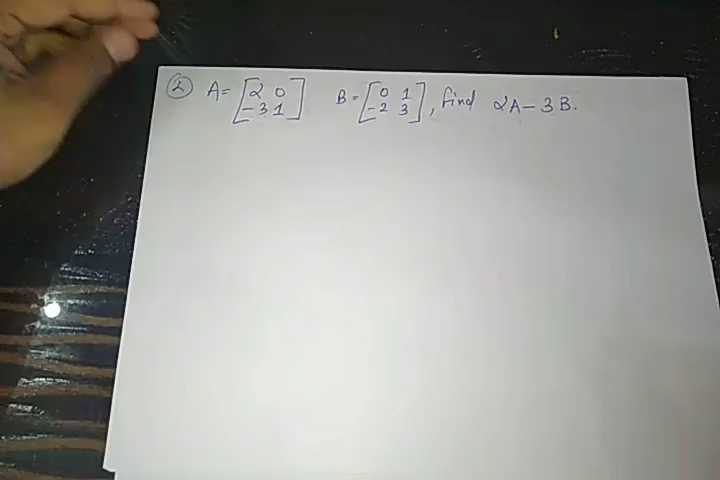 ② A = [2 0 -3 1] B = [0 1 -2 3], find 2A - 3B.